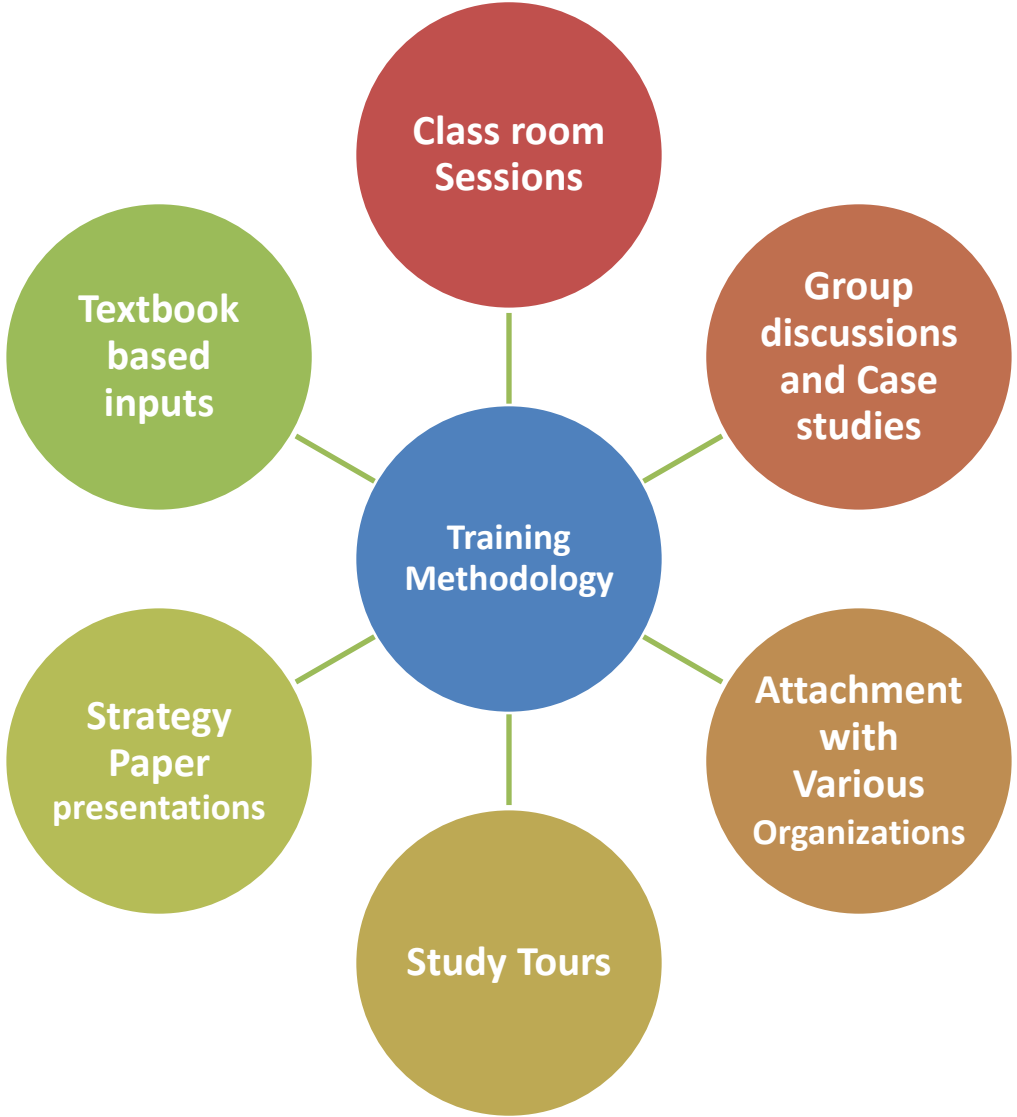 Class room
Sessions
Group
discussions
and Case
studies
Textbook
based
inputs
Training
Methodology
Attachment
with
Various
Organizations
Strategy
Paper
presentations
Study Tours